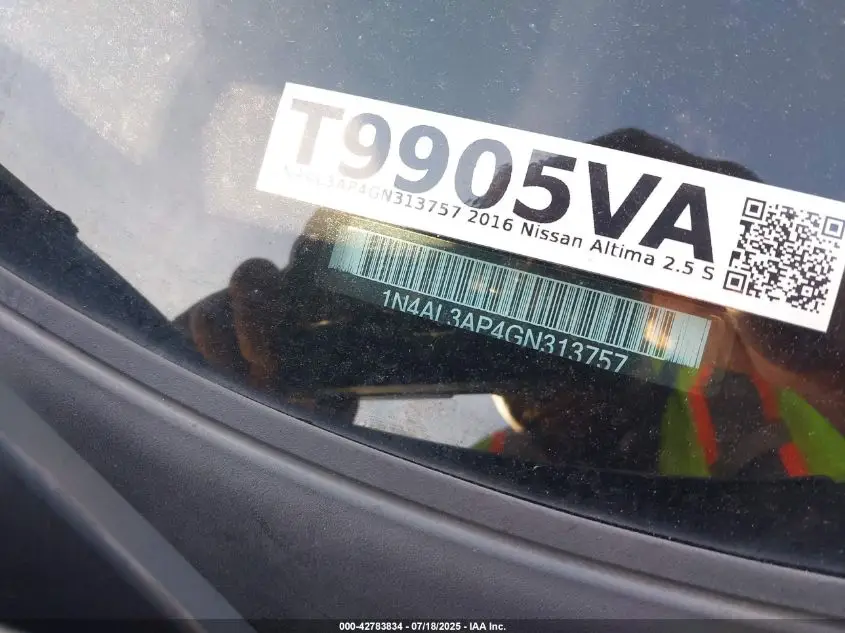 T9905VA
1N4AL3AP4GN313757 2016 Nissan Altima 2.5 S
1N4AL3AP4GN313757
000-42783834 - 07/18/2025 - IAA Inc.